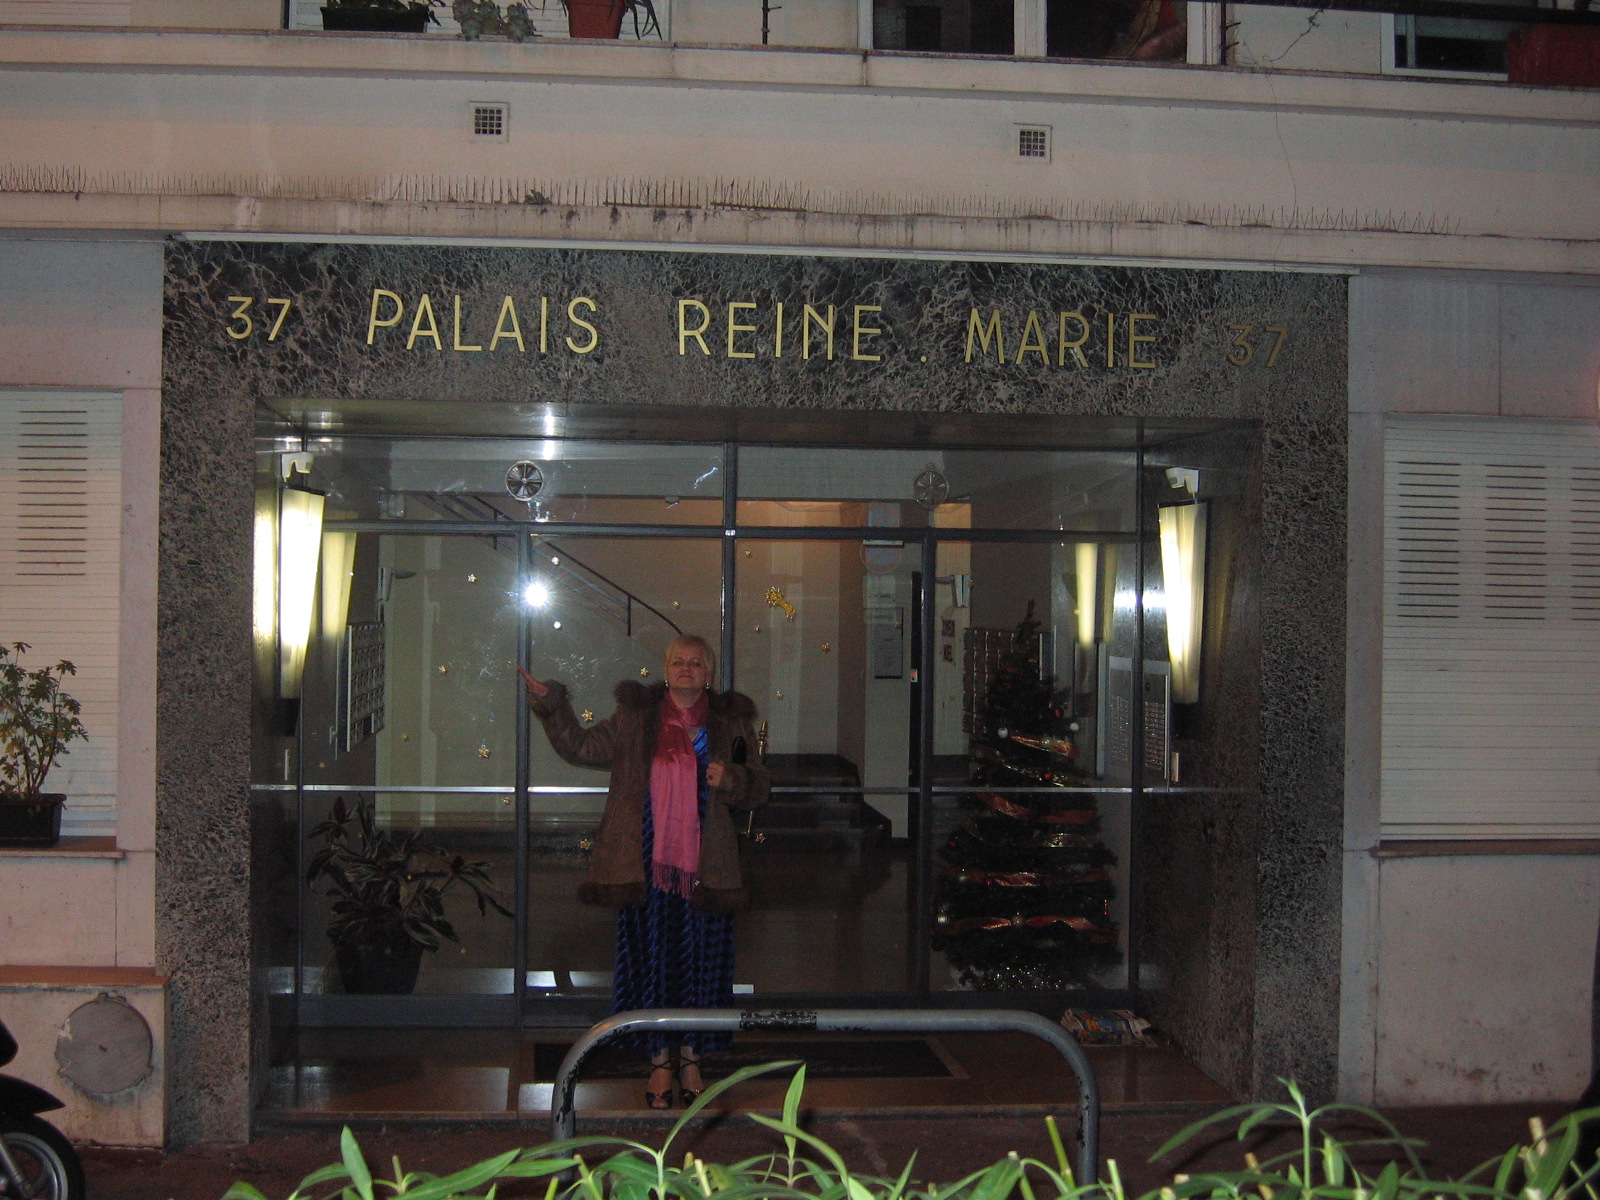 37 PALAIS REINE . MARIE 37